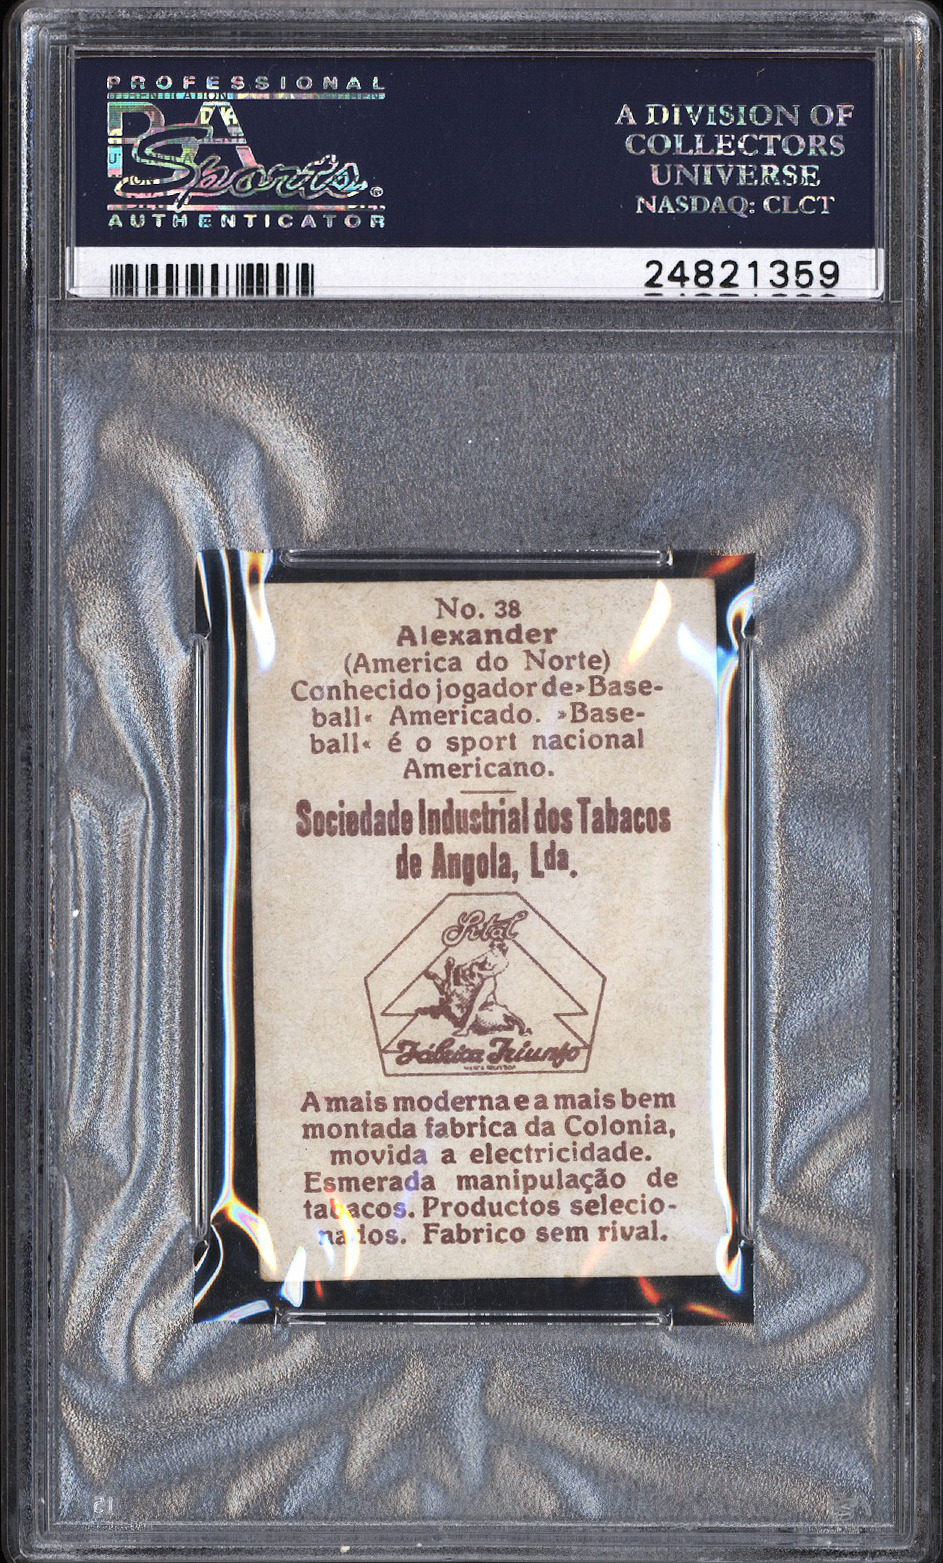 PROFESSIONAL
PSA
Sports
AUTHENTICATOR
A DIVISION OF
COLLECTORS
UNIVERSE
NASDAQ: CLCT
24821359
No. 38
Alexander
(America do Norte)
Conhecido jogador de »Base-
ball« Americado. »Base-
ball« é o sport nacional
Americano.
Sociedade Industrial dos Tabacos
de Angola, Lda.
Sital
Fábrica Triunfo
A mais moderna e a mais bem
montada fabrica da Colonia,
movida a electricidade.
Esmerada manipulação de
tabacos. Productos selecio-
nados. Fabrico sem rival.